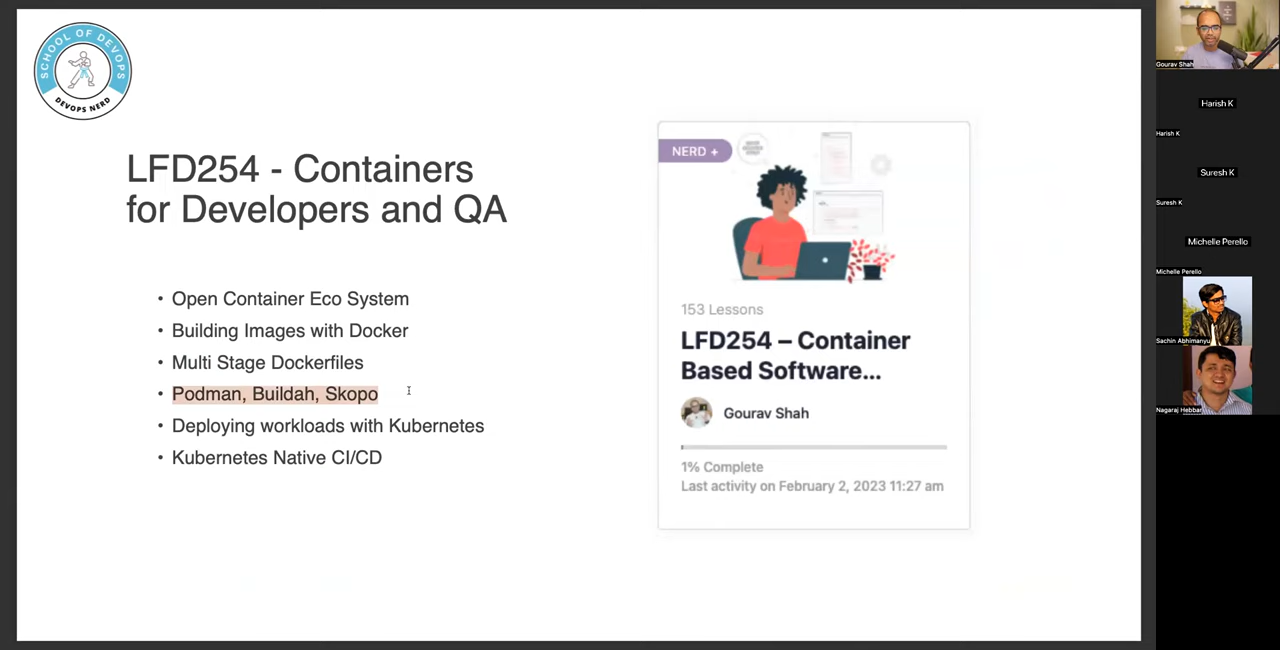 SCHOOL OF DEVOPS
DEVOPS NERD
LFD254 - Containers
for Developers and QA
• Open Container Eco System
• Building Images with Docker
• Multi Stage Dockerfiles
• Podman, Buildah, Skopo
• Deploying workloads with Kubernetes
• Kubernetes Native CI/CD
NERD +
153 Lessons
LFD254 – Container
Based Software...
Gourav Shah
1% Complete
Last activity on February 2, 2023 11:27 am
Gourav Shah
Harish K
Harish K
Suresh K
Suresh K
Michelle Perello
Michelle Perello
Sachin Abhimanyu
Nagaraj Hebbar